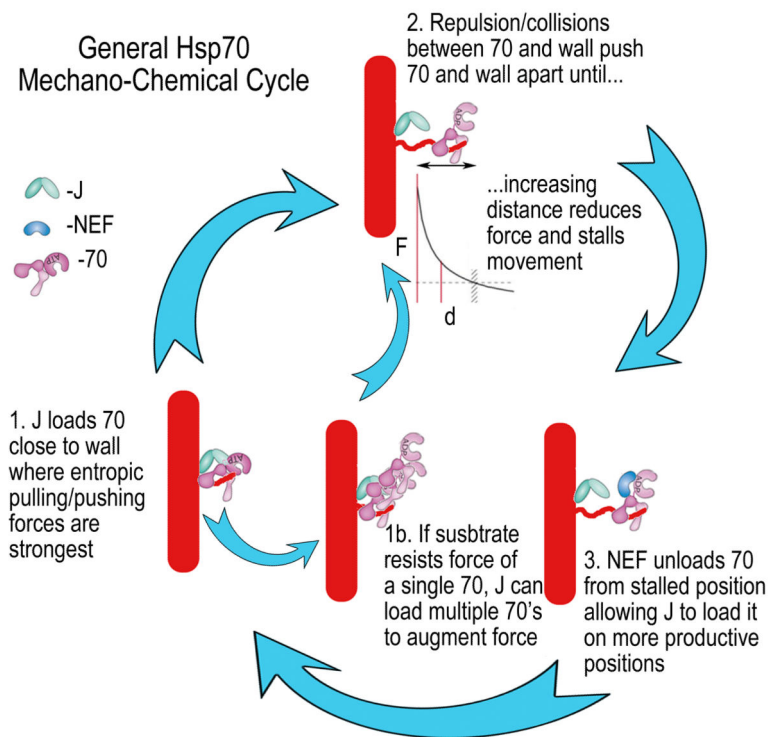 General Hsp70
Mechano-Chemical Cycle
-J
-NEF
ATP
-70
2. Repulsion/collisions
between 70 and wall push
70 and wall apart until...
ADP
...increasing
distance reduces
force and stalls
movement
F
d
1. J loads 70
close to wall
where entropic
pulling/pushing
forces are
strongest
ATP
ADP
1b. If susbtrate
resists force of
a single 70, J can
load multiple 70's
to augment force
ADP
3. NEF unloads 70
from stalled position
allowing J to load it
on more productive
positions